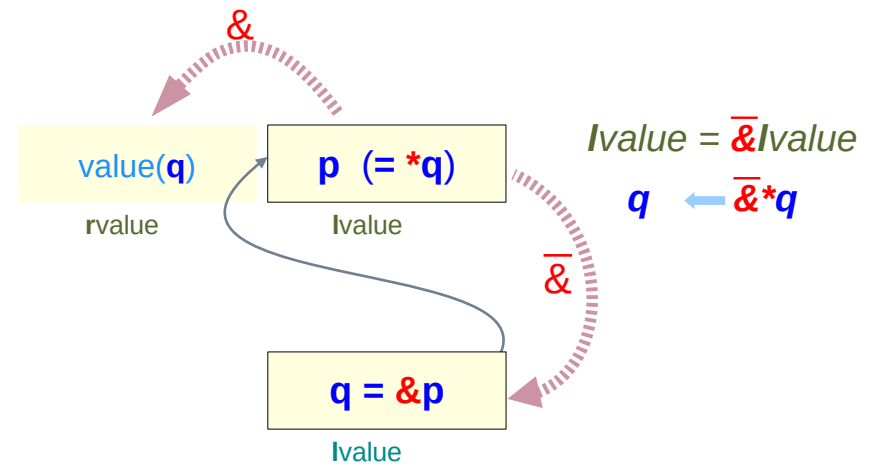 &
value(q) p (= *q) lvalue = &̅lvalue
q &̅*q
rvalue lvalue
&̅
q = &p
lvalue